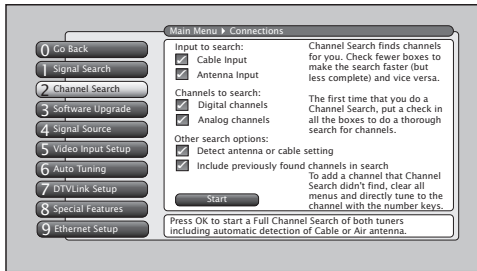 Main Menu ▶ Connections
0 Go Back
1 Signal Search
2 Channel Search
3 Software Upgrade
4 Signal Source
5 Video Input Setup
6 Auto Tuning
7 DTVLink Setup
8 Special Features
9 Ethernet Setup
Input to search:
Cable Input
Antenna Input
Channels to search:
Digital channels
Analog channels
Other search options:
Detect antenna or cable setting
Include previously found channels in search
Start
Channel Search finds channels
for you. Check fewer boxes to
make the search faster (but
less complete) and vice versa.
The first time that you do a
Channel Search, put a check in
all the boxes to do a thorough
search for channels.
To add a channel that Channel
Search didn't find, clear all
menus and directly tune to the
channel with the number keys.
Press OK to start a Full Channel Search of both tuners
including automatic detection of Cable or Air antenna.